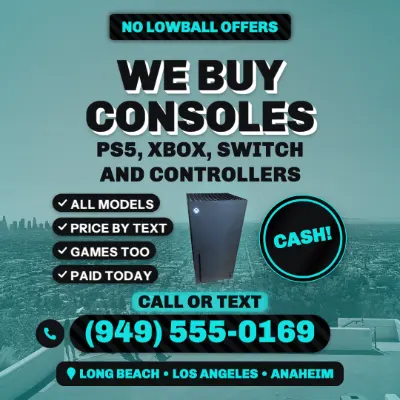 NO LOWBALL OFFERS
WE BUY
CONSOLES
PS5, XBOX, SWITCH
AND CONTROLLERS
ALL MODELS
PRICE BY TEXT
GAMES TOO
PAID TODAY
CASH!
CALL OR TEXT
(949) 555-0169
LONG BEACH • LOS ANGELES • ANAHEIM